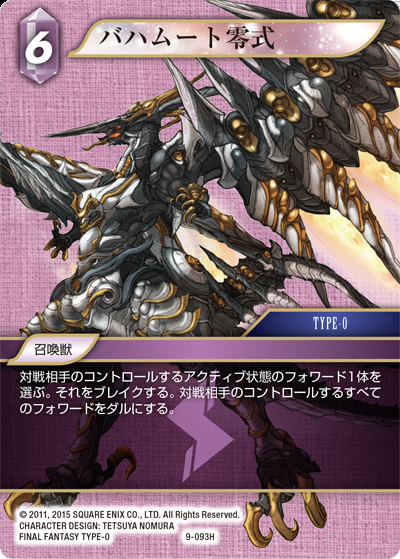 6
バハムート零式
TYPE-0
召喚獣
対戦相手のコントロールするアクティブ状態のフォワード1体を
選ぶ。それをブレイクする。対戦相手のコントロールするすべて
のフォワードをダルにする。
© 2011, 2015 SQUARE ENIX CO., LTD. All Rights Reserved.
CHARACTER DESIGN: TETSUYA NOMURA
FINAL FANTASY TYPE-0
9-093H